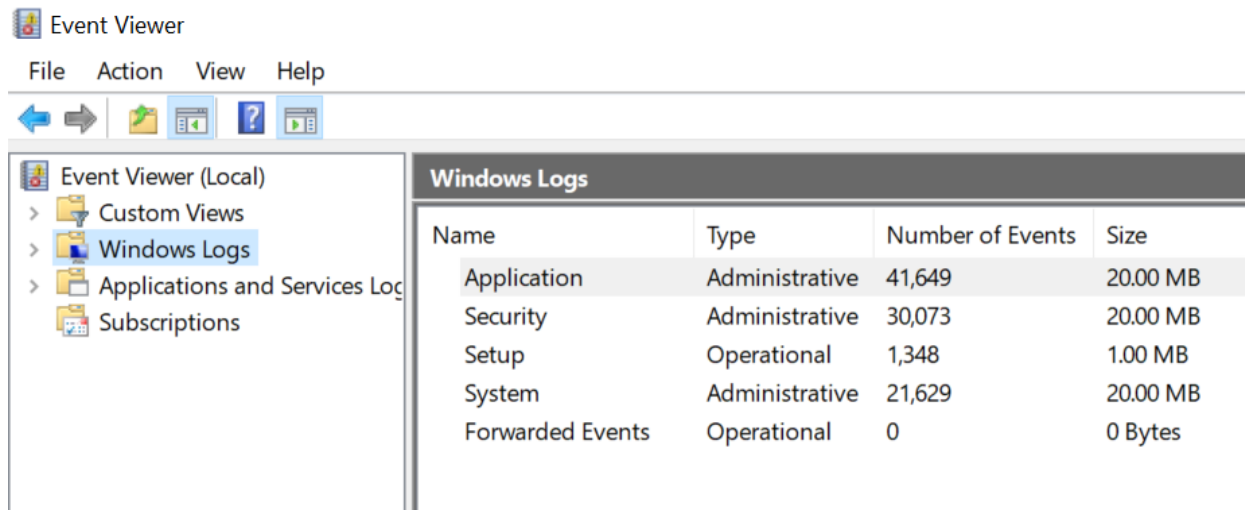 Event Viewer
File Action View Help
Event Viewer (Local)
Custom Views
Windows Logs
Applications and Services Log
Subscriptions
Windows Logs
Name Type Number of Events Size
Application Administrative 41,649 20.00 MB
Security Administrative 30,073 20.00 MB
Setup Operational 1,348 1.00 MB
System Administrative 21,629 20.00 MB
Forwarded Events Operational 0 0 Bytes